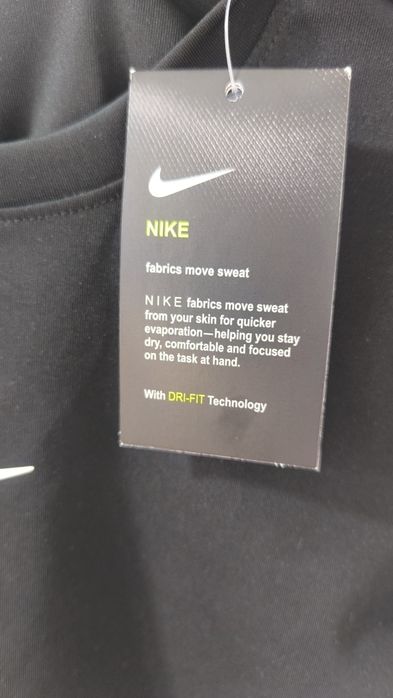 NIKE
fabrics move sweat
NIKE fabrics move sweat
from your skin for quicker
evaporation—helping you stay
dry, comfortable and focused
on the task at hand.
With DRI-FIT Technology